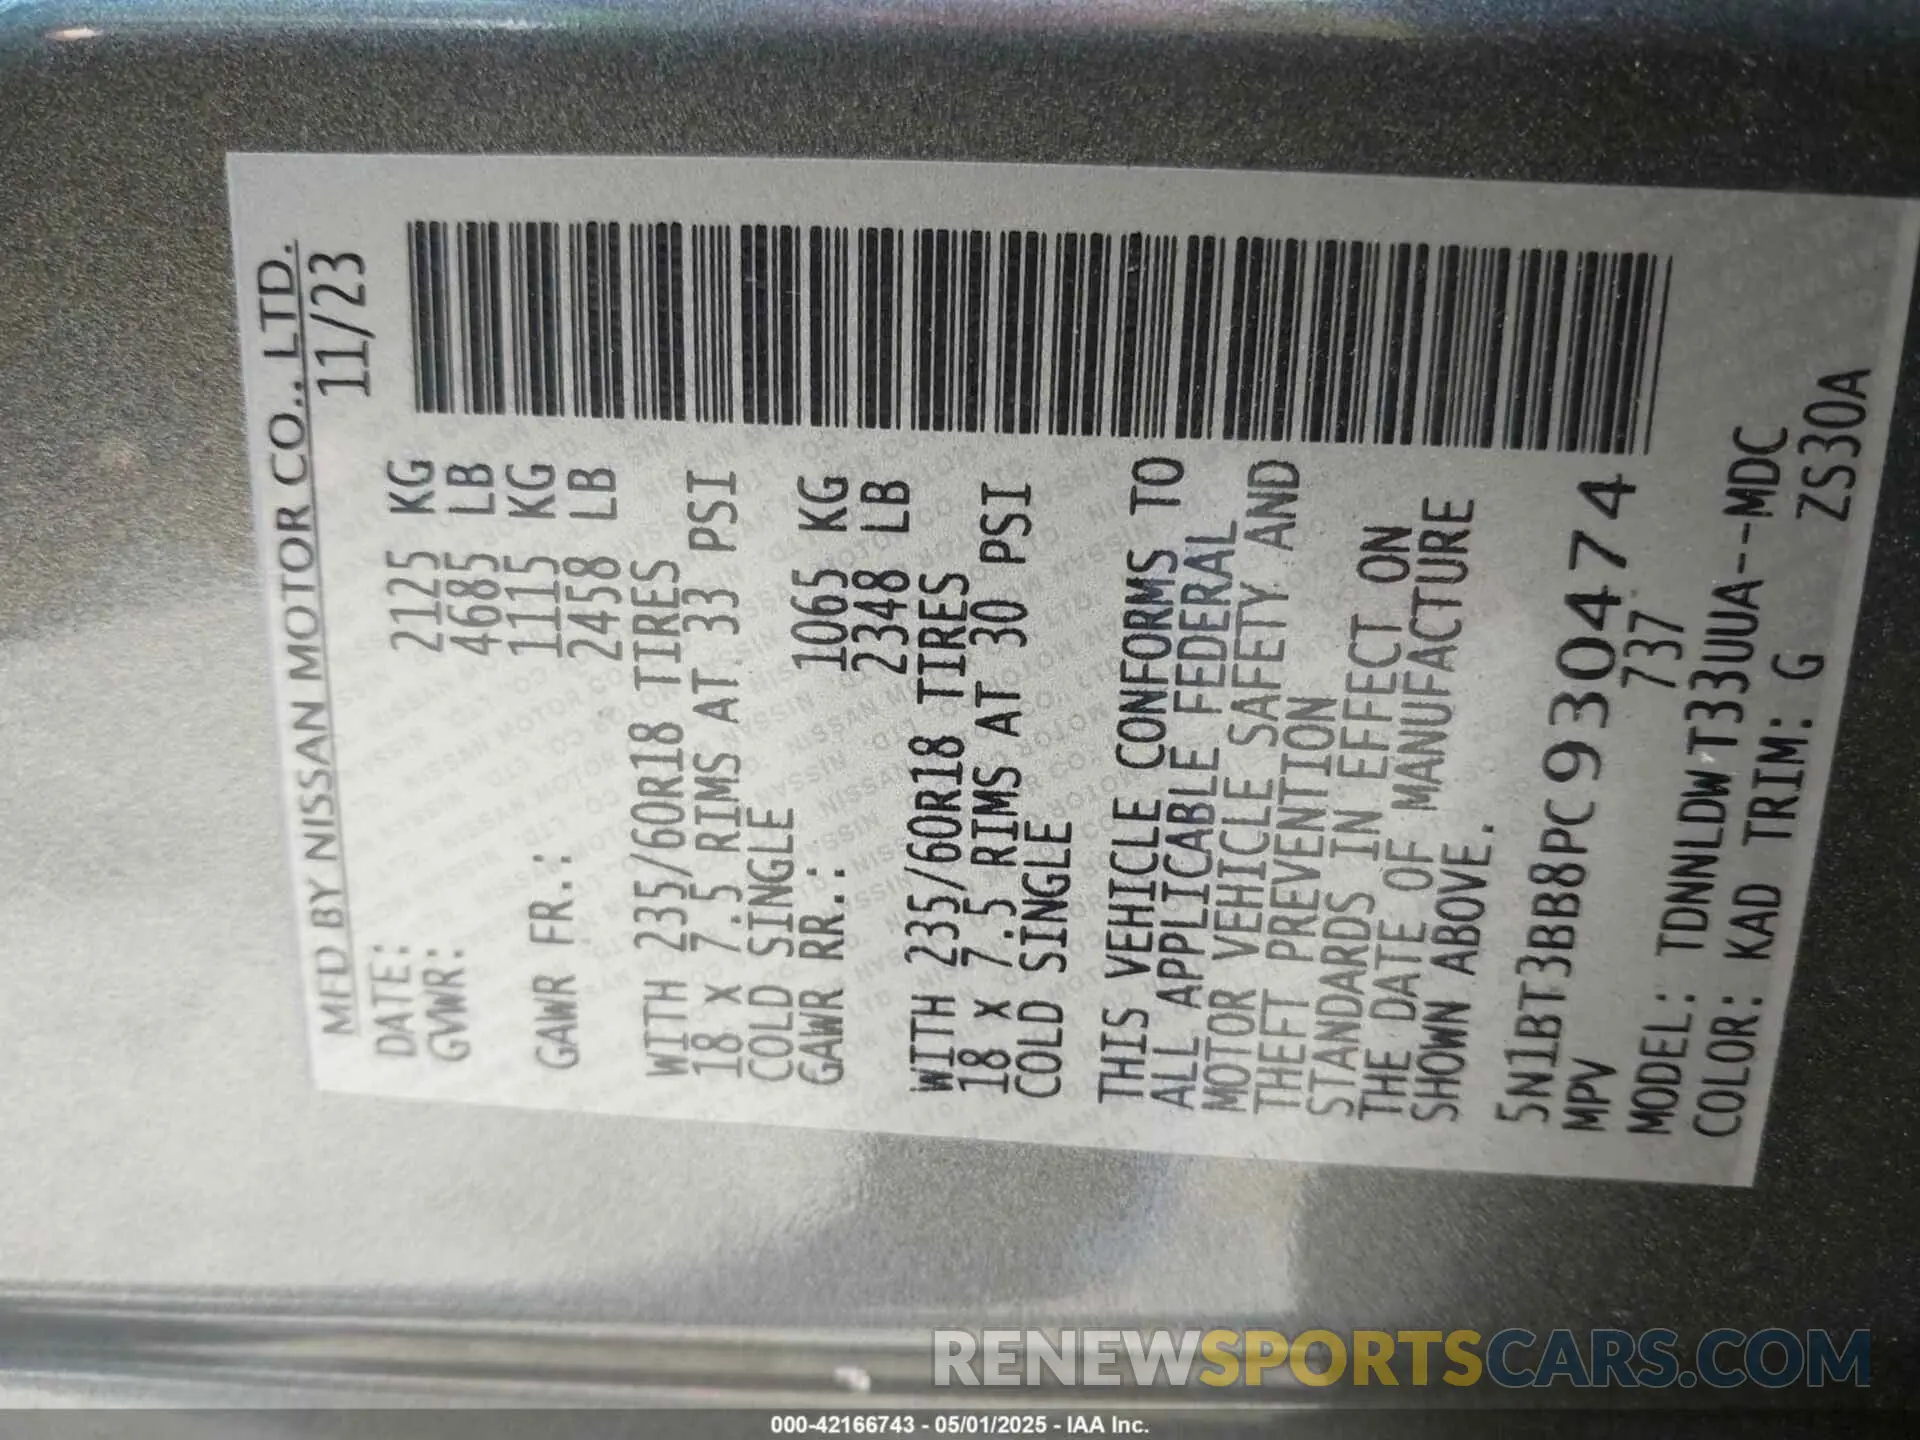 MFD BY NISSAN MOTOR CO., LTD.
DATE: 11/23
GVWR: 2125 KG
4685 LB
GAWR FR.: 1115 KG
2458 LB
WITH 235/60R18 TIRES
18 X 7.5 RIMS AT 33 PSI
COLD SINGLE
GAWR RR.: 1065 KG
2348 LB
WITH 235/60R18 TIRES
18 X 7.5 RIMS AT 30 PSI
COLD SINGLE
THIS VEHICLE CONFORMS TO
ALL APPLICABLE FEDERAL
MOTOR VEHICLE SAFETY AND
THEFT PREVENTION
STANDARDS IN EFFECT ON
THE DATE OF MANUFACTURE
SHOWN ABOVE.
5N1BT3BB8PC930474
MPV 737
MODEL: TDNNLDWT33UUA--MDC
COLOR: KAD TRIM: G ZS30A
RENEWSPORTSCARS.COM
000-42166743 - 05/01/2025 - IAA Inc.